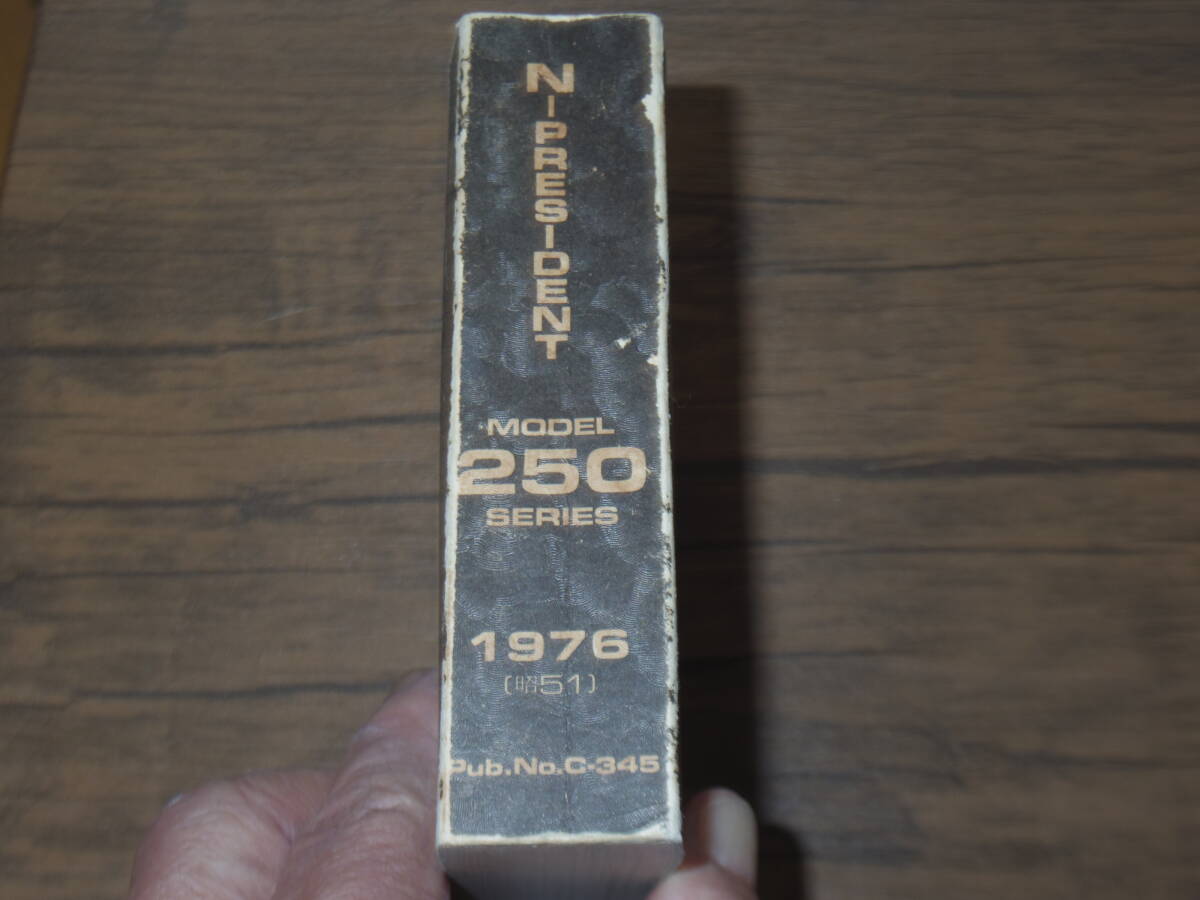 N-PRESIDENT
MODEL
250
SERIES
1976
(昭51)
Pub.No.C-345